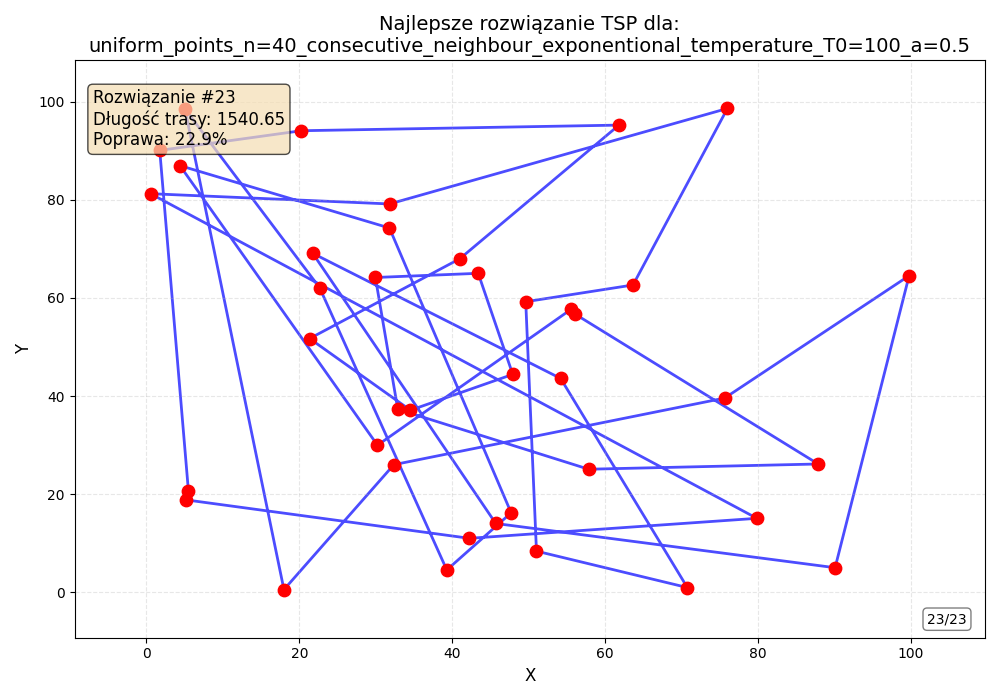 Najlepsze rozwiązanie TSP dla:
uniform_points_n=40_consecutive_neighbour_exponential_temperature_T0=100_a=0.5
Rozwiązanie #23
Długość trasy: 1540.65
Poprawa: 22.9%
100
80
60
40
20
0
Y
23/23
0 20 40 60 80 100
X